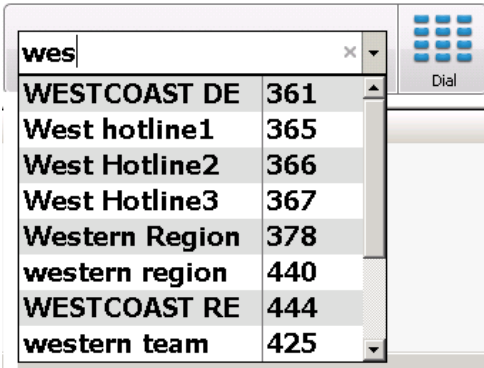 wes
Dial
WESTCOAST DE 361
West hotline1 365
West Hotline2 366
West Hotline3 367
Western Region 378
western region 440
WESTCOAST RE 444
western team 425